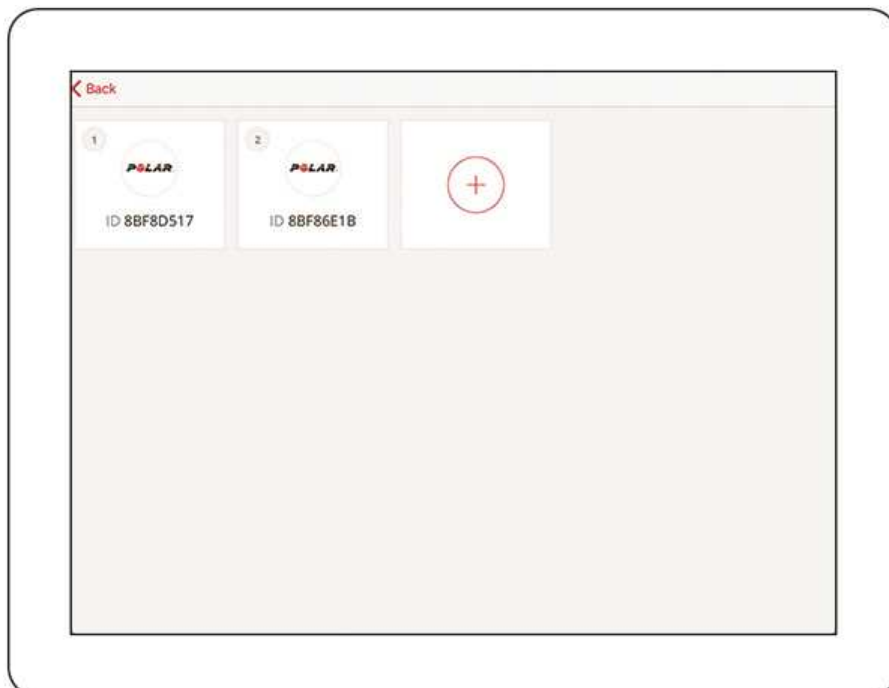 Back
1
POLAR
ID 8BF8D517
2
POLAR
ID 8BF86E1B